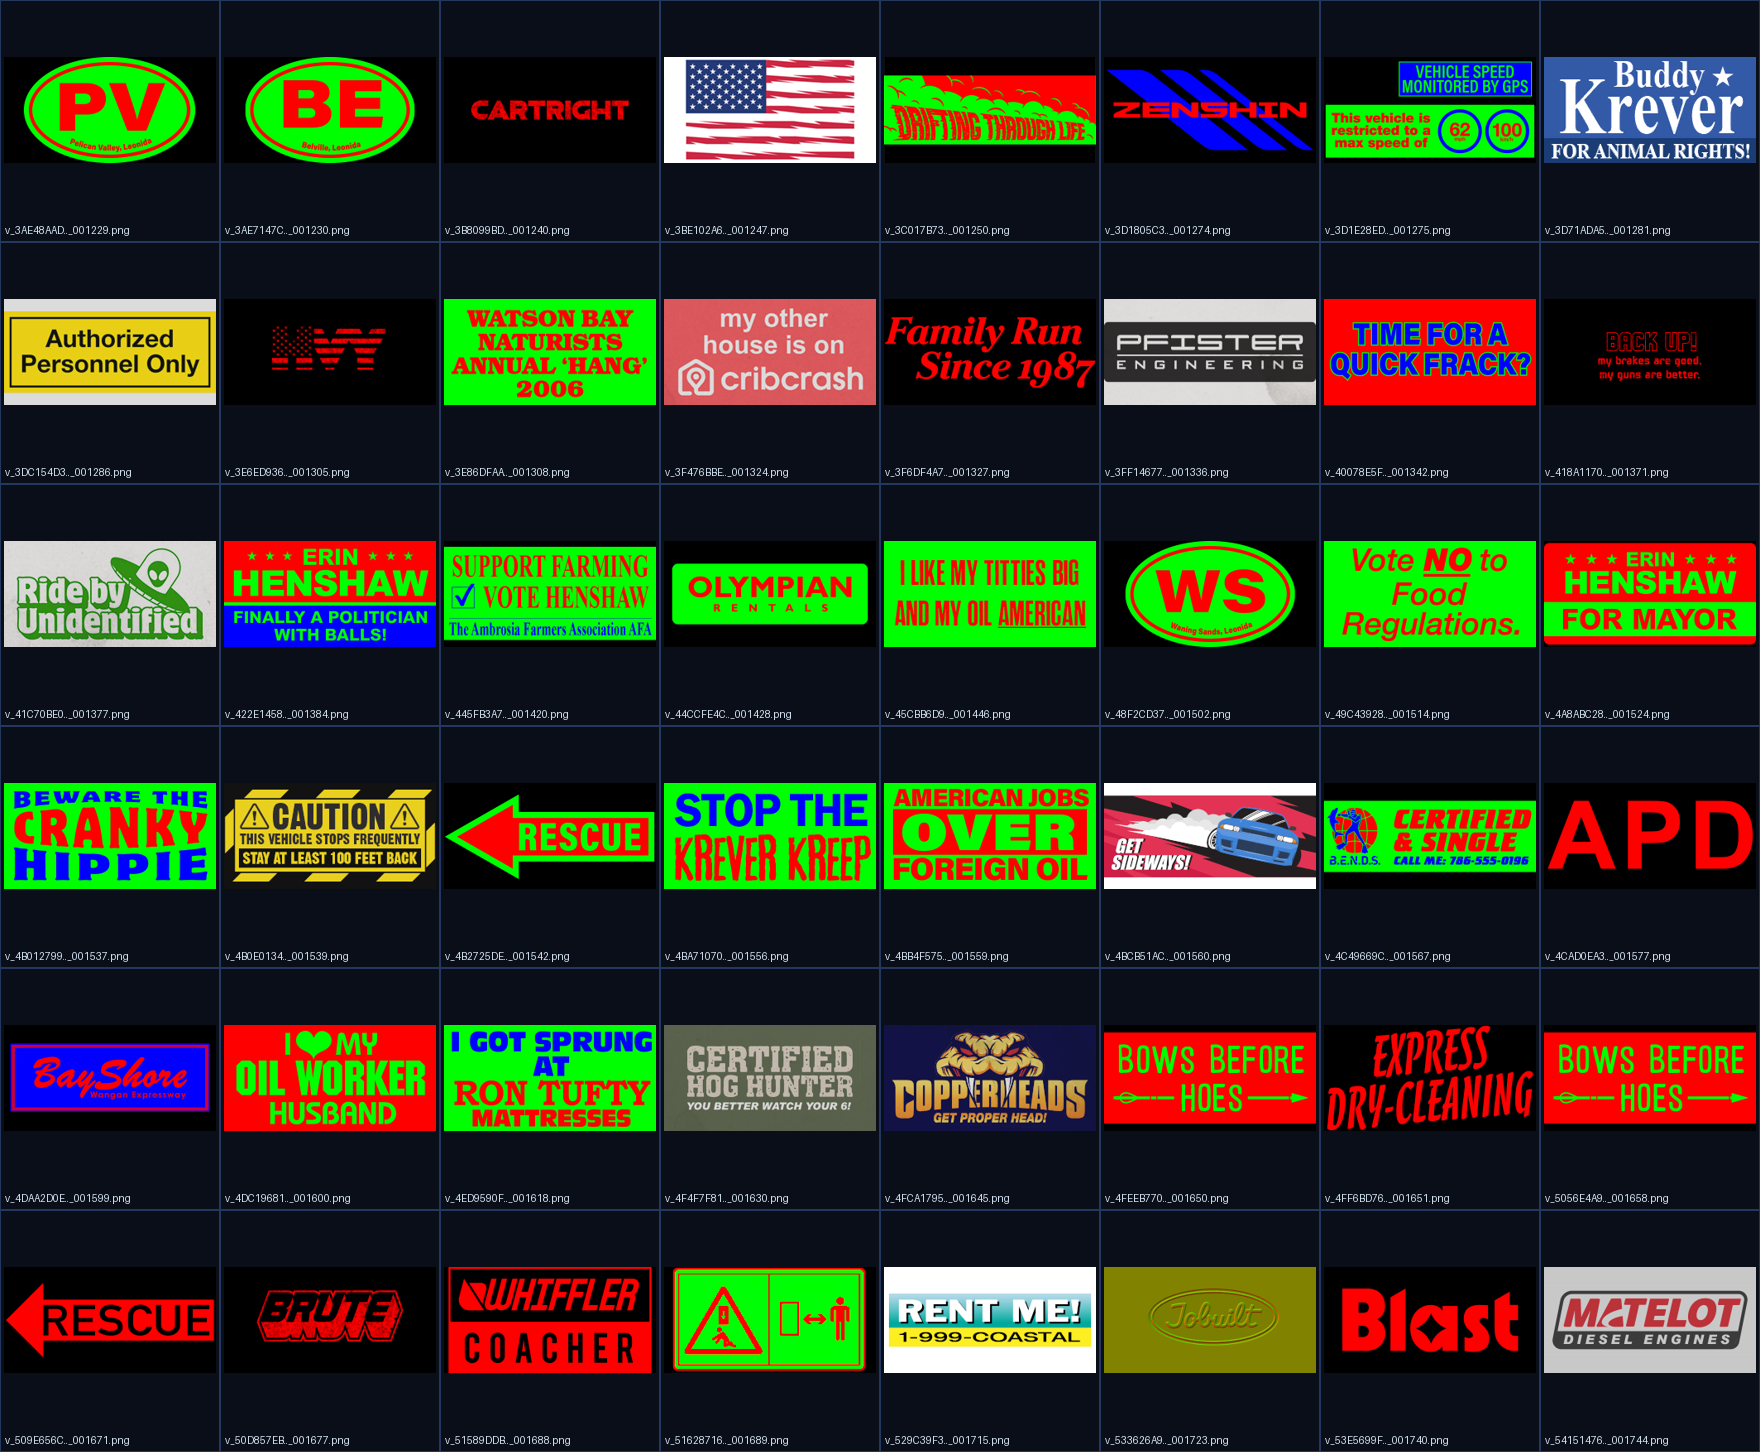 PV
Pelican Valley, Leonida
BE
Belville, Leonida
CARTRIGHT
DRIFTING THROUGH LIFE
ZENSHIN
VEHICLE SPEED
MONITORED BY GPS
This vehicle is
restricted to a
max speed of
62
100
Buddy
Krever
FOR ANIMAL RIGHTS!
v_3AE48AAD.._001229.png
v_3AE7147C.._001230.png
v_3B8099BD.._001240.png
v_3BE102A6.._001247.png
v_3C017B73.._001250.png
v_3D1805C3.._001274.png
v_3D1E28ED.._001275.png
v_3D71ADA5.._001281.png
Authorized
Personnel Only
HVY
WATSON BAY
NATURISTS
ANNUAL ‘HANG’
2006
my other
house is on
cribcrash
Family Run
Since 1987
PFISTER
ENGINEERING
TIME FOR A
QUICK FRACK?
BACK UP!
my brakes are good.
my guns are better.
v_3DC154D3.._001286.png
v_3E6ED936.._001305.png
v_3E86DFAA.._001308.png
v_3F476BBE.._001324.png
v_3F6DF4A7.._001327.png
v_3FF14677.._001336.png
v_40078E5F.._001342.png
v_418A1170.._001371.png
Ride by
Unidentified
ERIN
HENSHAW
FINALLY A POLITICIAN
WITH BALLS!
SUPPORT FARMING
VOTE HENSHAW
The Ambrosia Farmers Association AFA
OLYMPIAN
RENTALS
I LIKE MY TITTIES BIG
AND MY OIL AMERICAN
WS
Waning Sands, Leonida
Vote NO to
Food
Regulations.
ERIN
HENSHAW
FOR MAYOR
v_41C70BE0.._001377.png
v_422E1458.._001384.png
v_445FB3A7.._001420.png
v_44CCFE4C.._001428.png
v_45CBB6D9.._001446.png
v_48F2CD37.._001502.png
v_49C43928.._001514.png
v_4A8ABC28.._001524.png
BEWARE THE
CRANKY
HIPPIE
CAUTION
THIS VEHICLE STOPS FREQUENTLY
STAY AT LEAST 100 FEET BACK
RESCUE
STOP THE
KREVER KREEP
AMERICAN JOBS
OVER
FOREIGN OIL
GET
SIDEWAYS!
B.E.N.D.S.
CERTIFIED
& SINGLE
CALL ME: 786-555-0196
APD
v_4B012799.._001537.png
v_4B0E0134.._001539.png
v_4B2725DE.._001542.png
v_4BA71070.._001556.png
v_4BB4F575.._001559.png
v_4BCB51AC.._001560.png
v_4C49669C.._001567.png
v_4CAD0EA3.._001577.png
BayShore
Wangan Expressway
I MY
OIL WORKER
HUSBAND
I GOT SPRUNG
AT
RON TUFTY
MATTRESSES
CERTIFIED
HOG HUNTER
YOU BETTER WATCH YOUR 6!
COPPERHEADS
GET PROPER HEAD!
BOWS BEFORE
HOES
EXPRESS
DRY-CLEANING
BOWS BEFORE
HOES
v_4DAA2D0E.._001599.png
v_4DC19681.._001600.png
v_4ED9590F.._001618.png
v_4F4F7F81.._001630.png
v_4FCA1795.._001645.png
v_4FEEB770.._001650.png
v_4FF6BD76.._001651.png
v_5056E4A9.._001658.png
RESCUE
BRUTE
WHIFFLER
COACHER
RENT ME!
1-999-COASTAL
Jobuilt
Blast
MATELOT
DIESEL ENGINES
v_509E656C.._001671.png
v_50D857EB.._001677.png
v_51589DDB.._001688.png
v_51628716.._001689.png
v_529C39F3.._001715.png
v_533626A9.._001723.png
v_53E5699F.._001740.png
v_54151476.._001744.png